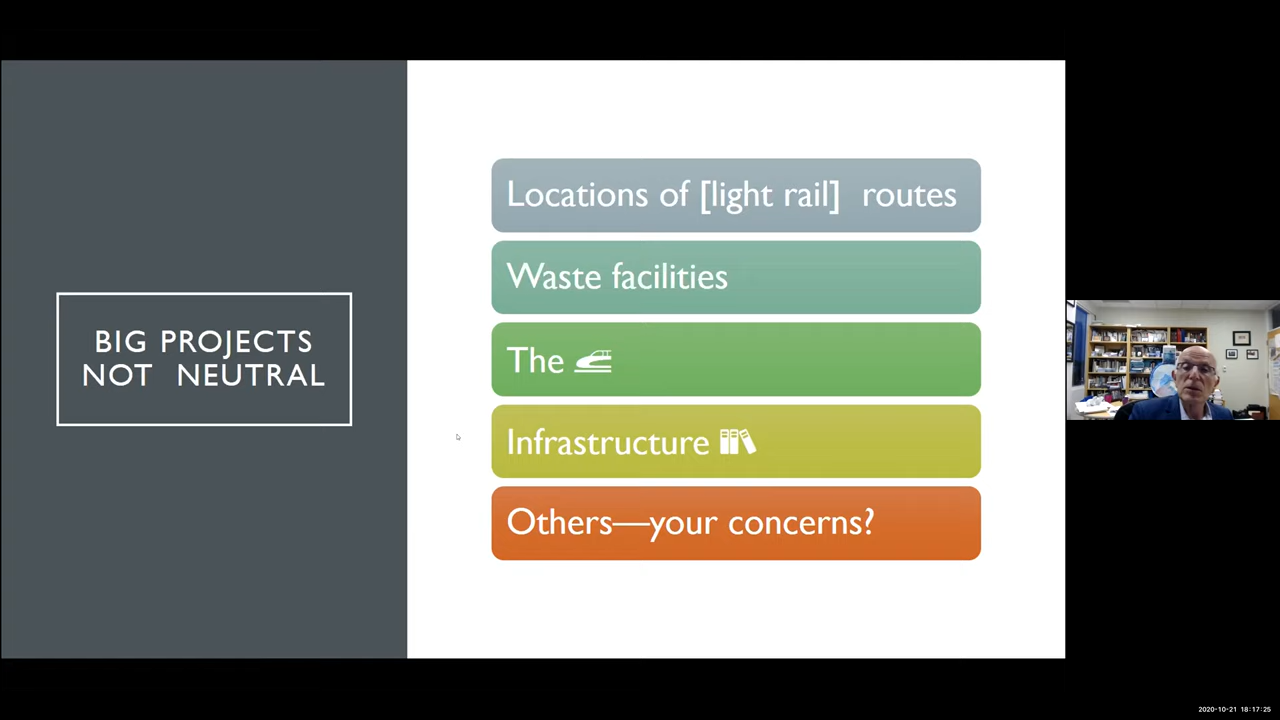 BIG PROJECTS
NOT NEUTRAL
Locations of [light rail] routes
Waste facilities
The
Infrastructure
Others—your concerns?
2020-10-21 18:17:25